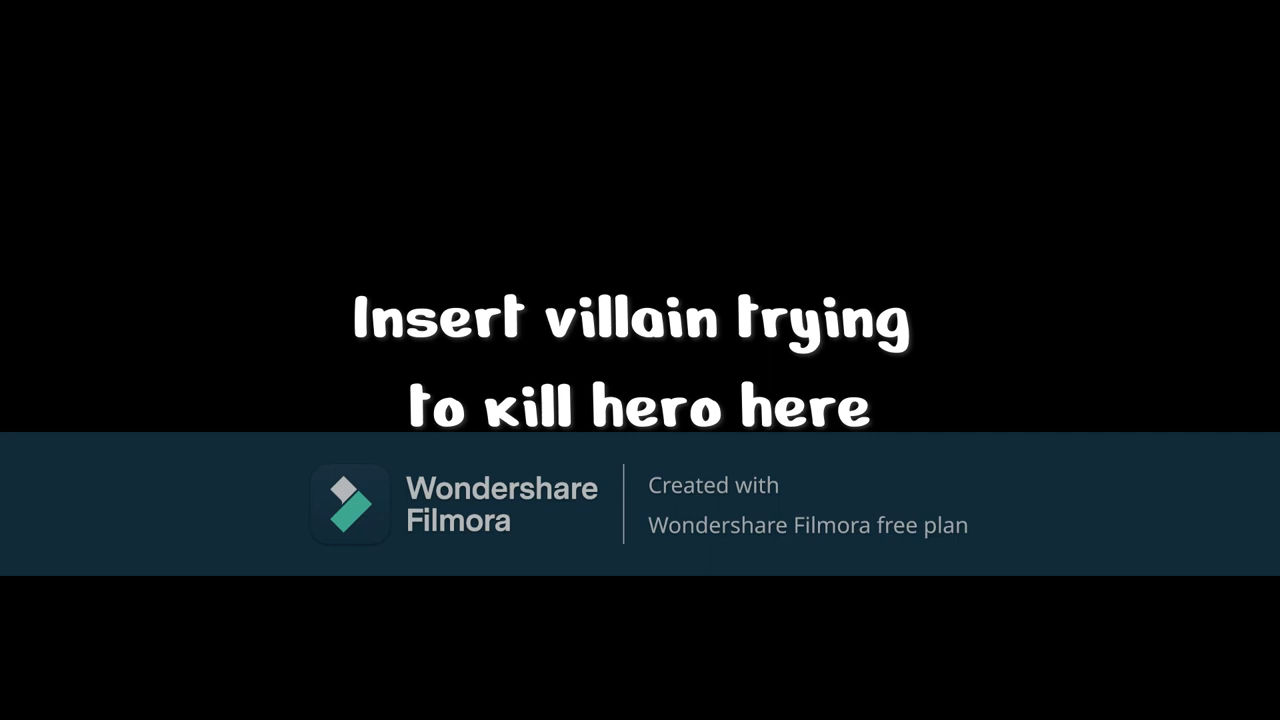 Insert villain trying
to kill hero here
Wondershare
Filmora
Created with
Wondershare Filmora free plan